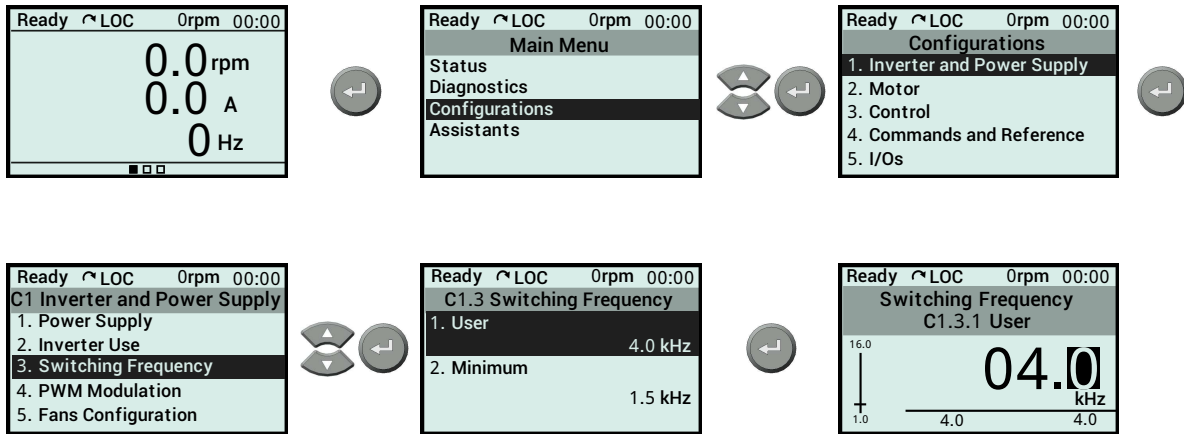 Ready LOC 0rpm 00:00
0.0 rpm
0.0 A
0 Hz
Ready LOC 0rpm 00:00
Main Menu
Status
Diagnostics
Configurations
Assistants
Ready LOC 0rpm 00:00
Configurations
1. Inverter and Power Supply
2. Motor
3. Control
4. Commands and Reference
5. I/Os
Ready LOC 0rpm 00:00
C1 Inverter and Power Supply
1. Power Supply
2. Inverter Use
3. Switching Frequency
4. PWM Modulation
5. Fans Configuration
Ready LOC 0rpm 00:00
C1.3 Switching Frequency
1. User
4.0 kHz
2. Minimum
1.5 kHz
Ready LOC 0rpm 00:00
Switching Frequency
C1.3.1 User
16.0
04.0
kHz
1.0 4.0 4.0